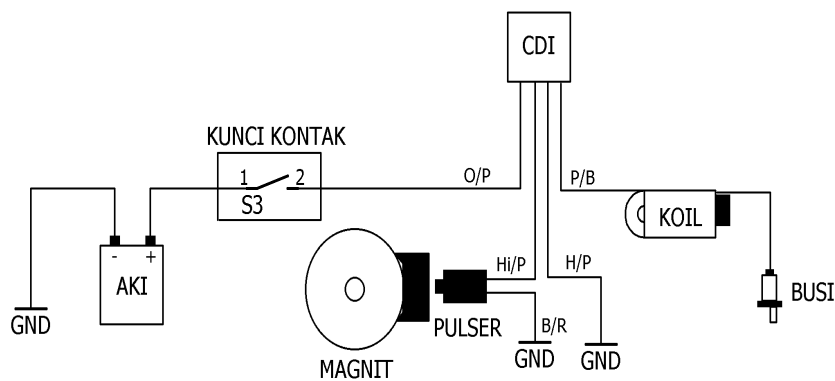 CDI
KUNCI KONTAK
1 2
S3
O/P
P/B
KOIL
- +
AKI
GND
Hi/P
H/P
PULSER
B/R
BUSI
GND
GND
MAGNIT